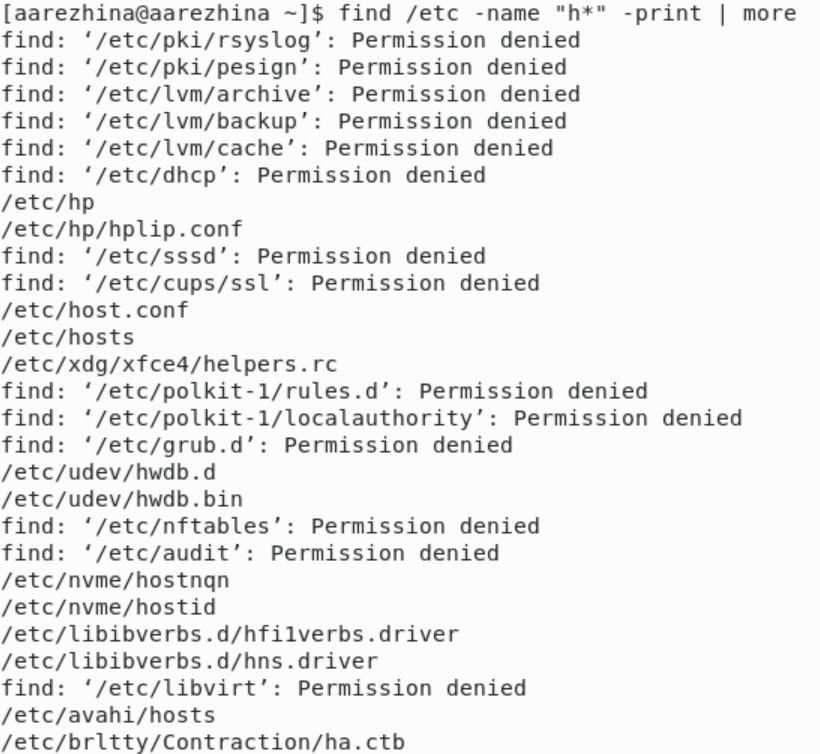 [aarezhina@aarezhina ~]$ find /etc -name "h*" -print | more
find: ‘/etc/pki/rsyslog’: Permission denied
find: ‘/etc/pki/pesign’: Permission denied
find: ‘/etc/lvm/archive’: Permission denied
find: ‘/etc/lvm/backup’: Permission denied
find: ‘/etc/lvm/cache’: Permission denied
find: ‘/etc/dhcp’: Permission denied
/etc/hp
/etc/hp/hplip.conf
find: ‘/etc/sssd’: Permission denied
find: ‘/etc/cups/ssl’: Permission denied
/etc/host.conf
/etc/hosts
/etc/xdg/xfce4/helpers.rc
find: ‘/etc/polkit-1/rules.d’: Permission denied
find: ‘/etc/polkit-1/localauthority’: Permission denied
find: ‘/etc/grub.d’: Permission denied
/etc/udev/hwdb.d
/etc/udev/hwdb.bin
find: ‘/etc/nftables’: Permission denied
find: ‘/etc/audit’: Permission denied
/etc/nvme/hostnqn
/etc/nvme/hostid
/etc/libibverbs.d/hfi1verbs.driver
/etc/libibverbs.d/hns.driver
find: ‘/etc/libvirt’: Permission denied
/etc/avahi/hosts
/etc/brltty/Contraction/ha.ctb